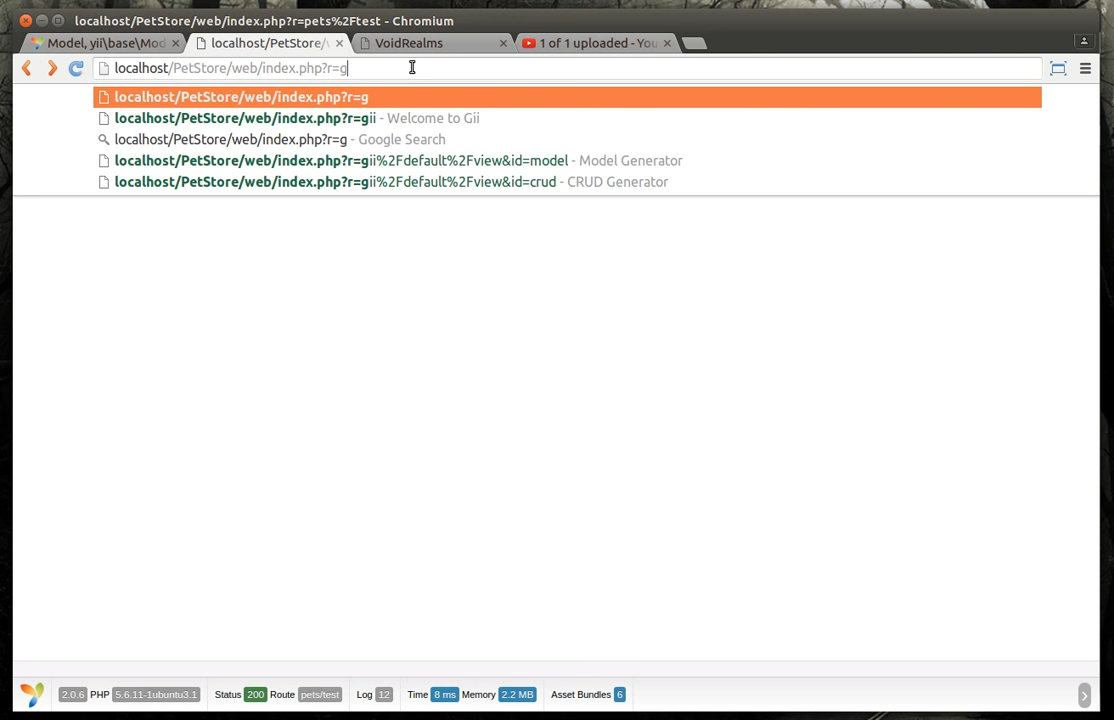 localhost/PetStore/web/index.php?r=pets%2Ftest - Chromium
Model, yii\base\Mod
localhost/PetStore/w
VoidRealms
1 of 1 uploaded - You
localhost/PetStore/web/index.php?r=g
localhost/PetStore/web/index.php?r=g
localhost/PetStore/web/index.php?r=gii - Welcome to Gii
localhost/PetStore/web/index.php?r=g - Google Search
localhost/PetStore/web/index.php?r=gii%2Fdefault%2Fview&id=model - Model Generator
localhost/PetStore/web/index.php?r=gii%2Fdefault%2Fview&id=crud - CRUD Generator
2.0.6 PHP 5.6.11-1ubuntu3.1 Status 200 Route pets/test Log 12 Time 8 ms Memory 2.2 MB Asset Bundles 6